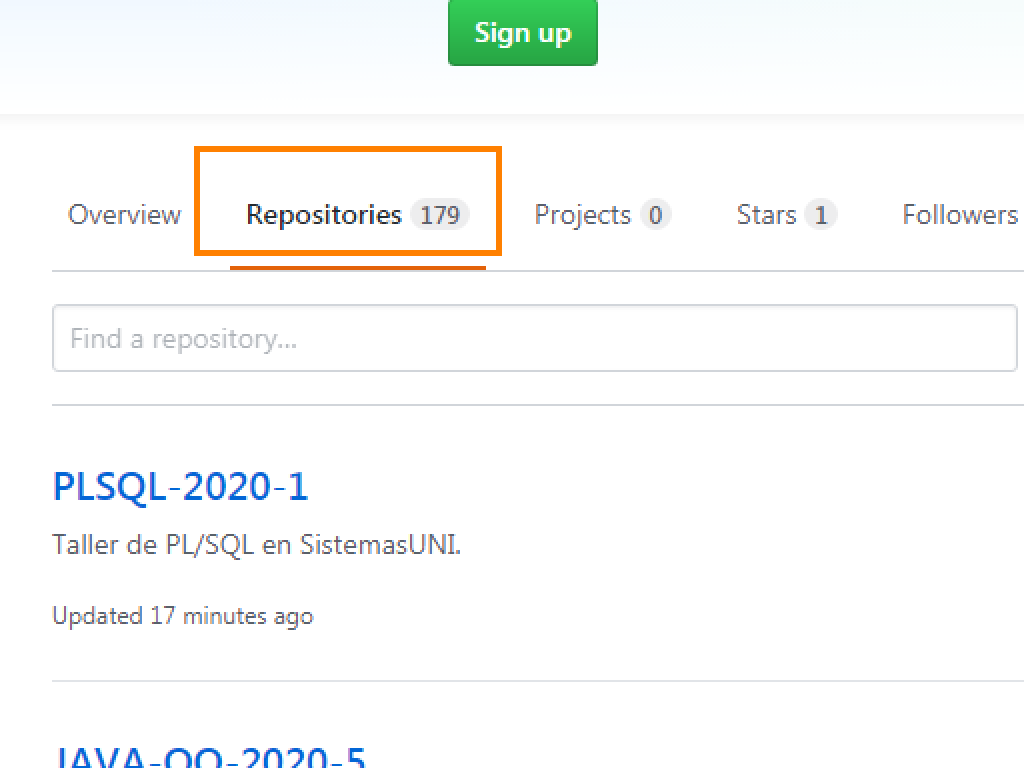 Sign up
Overview Repositories 179 Projects 0 Stars 1 Followers
Find a repository...
PLSQL-2020-1
Taller de PL/SQL en SistemasUNI.
Updated 17 minutes ago
JAVA-OO-2020-5